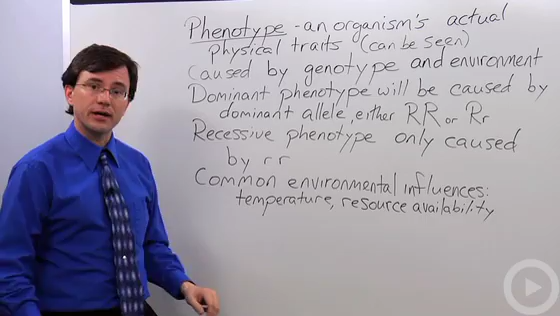 Phenotype - an organism's actual
physical traits (can be seen)
Caused by genotype and environment
Dominant phenotype will be caused by
dominant allele, either RR or Rr
Recessive phenotype only caused
by rr
Common environmental influences:
temperature, resource availability